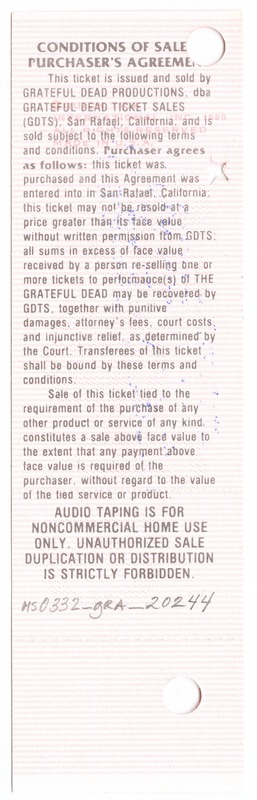 CONDITIONS OF SALE
PURCHASER'S AGREEMEN
This ticket is issued and sold by
GRATEFUL DEAD PRODUCTIONS, dba
GRATEFUL DEAD TICKET SALES
(GDTS), San Rafael, California, and is
sold subject to the following terms
and conditions. Purchaser agrees
as follows: this ticket was
purchased and this Agreement was
entered into in San Rafael, California;
this ticket may not be resold at a
price greater than its face value
without written permission from GDTS;
all sums in excess of face value
received by a person re-selling one or
more tickets to performance(s) of THE
GRATEFUL DEAD may be recovered by
GDTS, together with punitive
damages, attorney's fees, court costs,
and injunctive relief, as determined by
the Court. Transferees of this ticket
shall be bound by these terms and
conditions.
Sale of this ticket tied to the
requirement of the purchase of any
other product or service of any kind,
constitutes a sale above face value to
the extent that any payment above
face value is required of the
purchaser, without regard to the value
of the tied service or product.
AUDIO TAPING IS FOR
NONCOMMERCIAL HOME USE
ONLY. UNAUTHORIZED SALE
DUPLICATION OR DISTRIBUTION
IS STRICTLY FORBIDDEN.
MS0332_GRA_20244